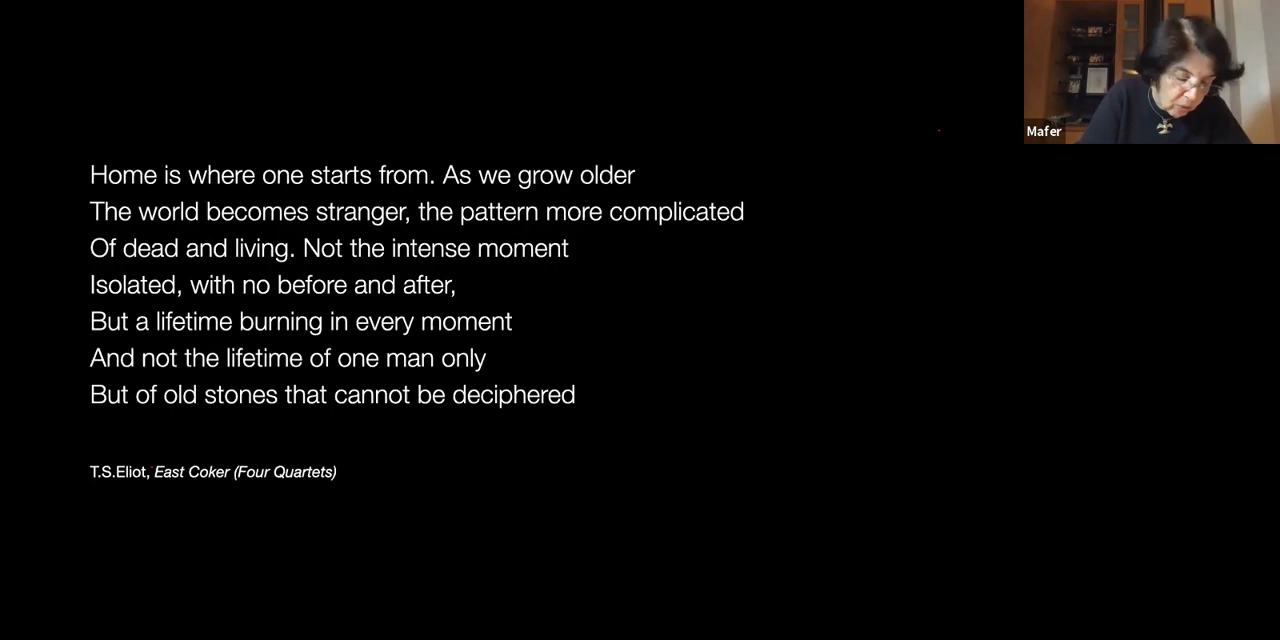 Mafer
Home is where one starts from. As we grow older
The world becomes stranger, the pattern more complicated
Of dead and living. Not the intense moment
Isolated, with no before and after,
But a lifetime burning in every moment
And not the lifetime of one man only
But of old stones that cannot be deciphered
T.S.Eliot, East Coker (Four Quartets)